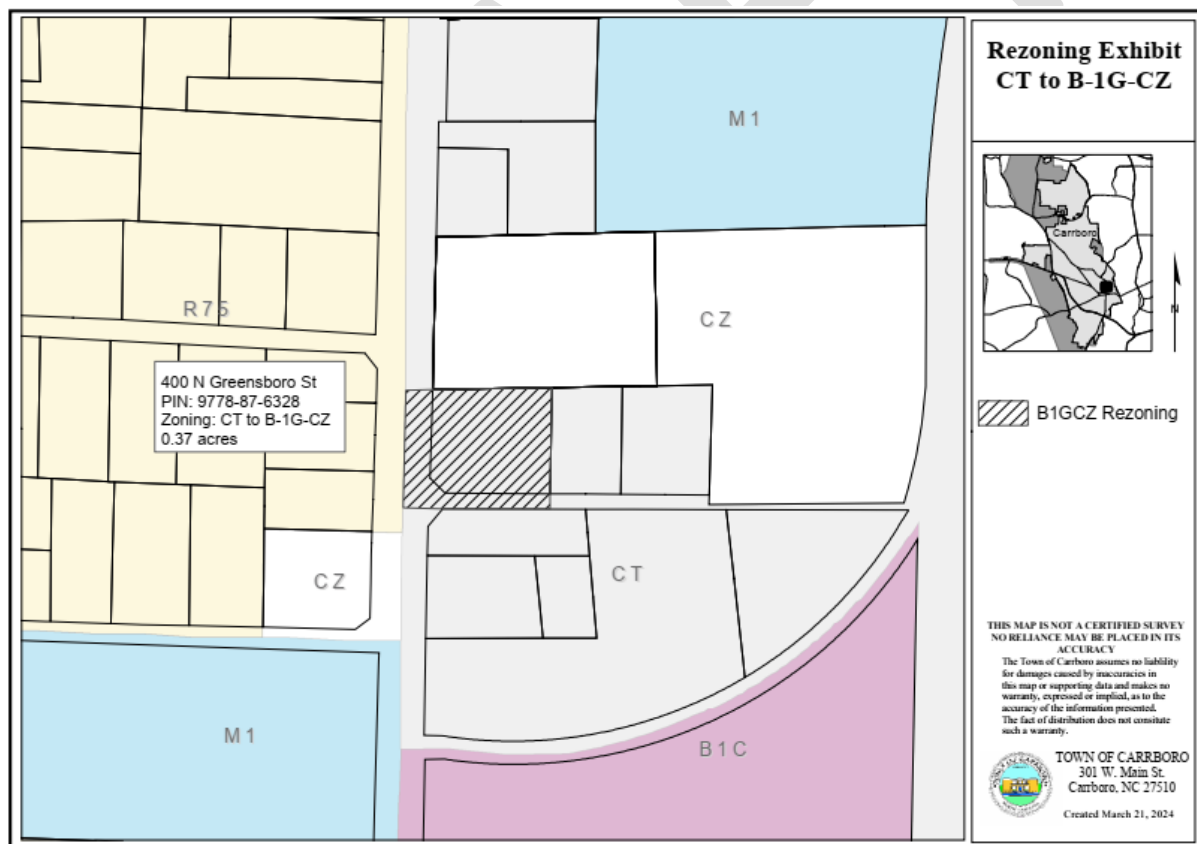 Rezoning Exhibit
CT to B-1G-CZ
M 1
R 7 5
C Z
400 N Greensboro St
PIN: 9778-87-6328
Zoning: CT to B-1G-CZ
0.37 acres
C Z
C T
M 1
B 1 C
Carrboro
N
B1GCZ Rezoning
THIS MAP IS NOT A CERTIFIED SURVEY
NO RELIANCE MAY BE PLACED IN ITS
ACCURACY
The Town of Carrboro assumes no liablility
for damages caused by inaccuracies in
this map or supporting data and makes no
warranty, expressed or implied, as to the
accuracy of the information presented.
The fact of distribution does not consitute
such a warranty.
TOWN OF CARRBORO
301 W. Main St.
Carrboro, NC 27510
Created March 21, 2024